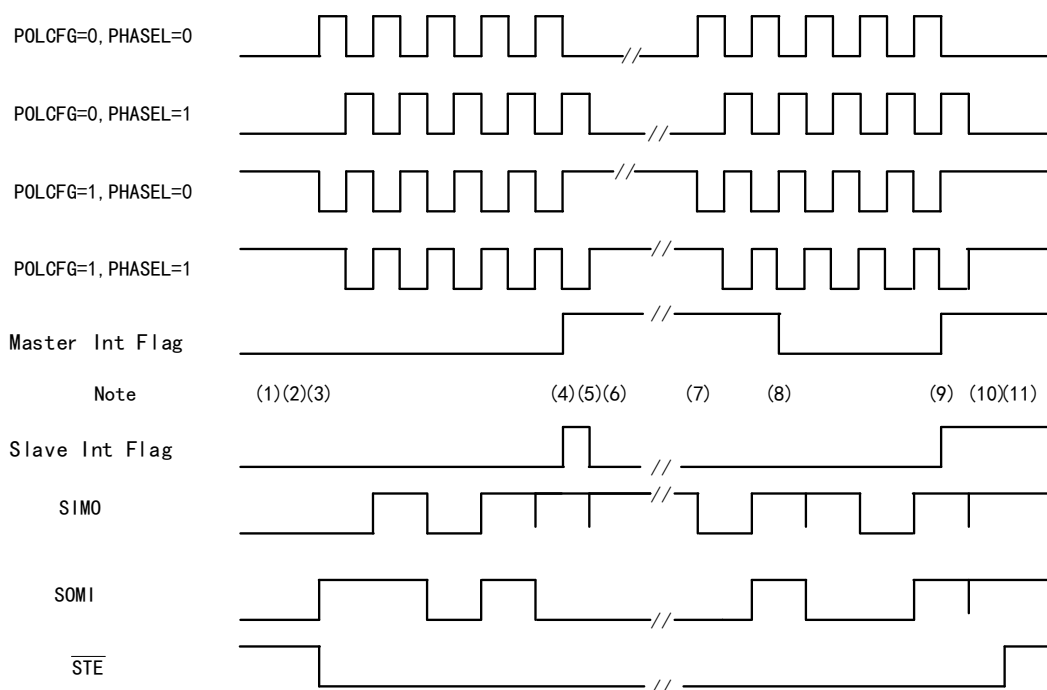 POLCFG=0, PHASEL=0
POLCFG=0, PHASEL=1
POLCFG=1, PHASEL=0
POLCFG=1, PHASEL=1
Master Int Flag
Note (1)(2)(3) (4)(5)(6) (7) (8) (9) (10)(11)
Slave Int Flag
SIMO
SOMI
STE